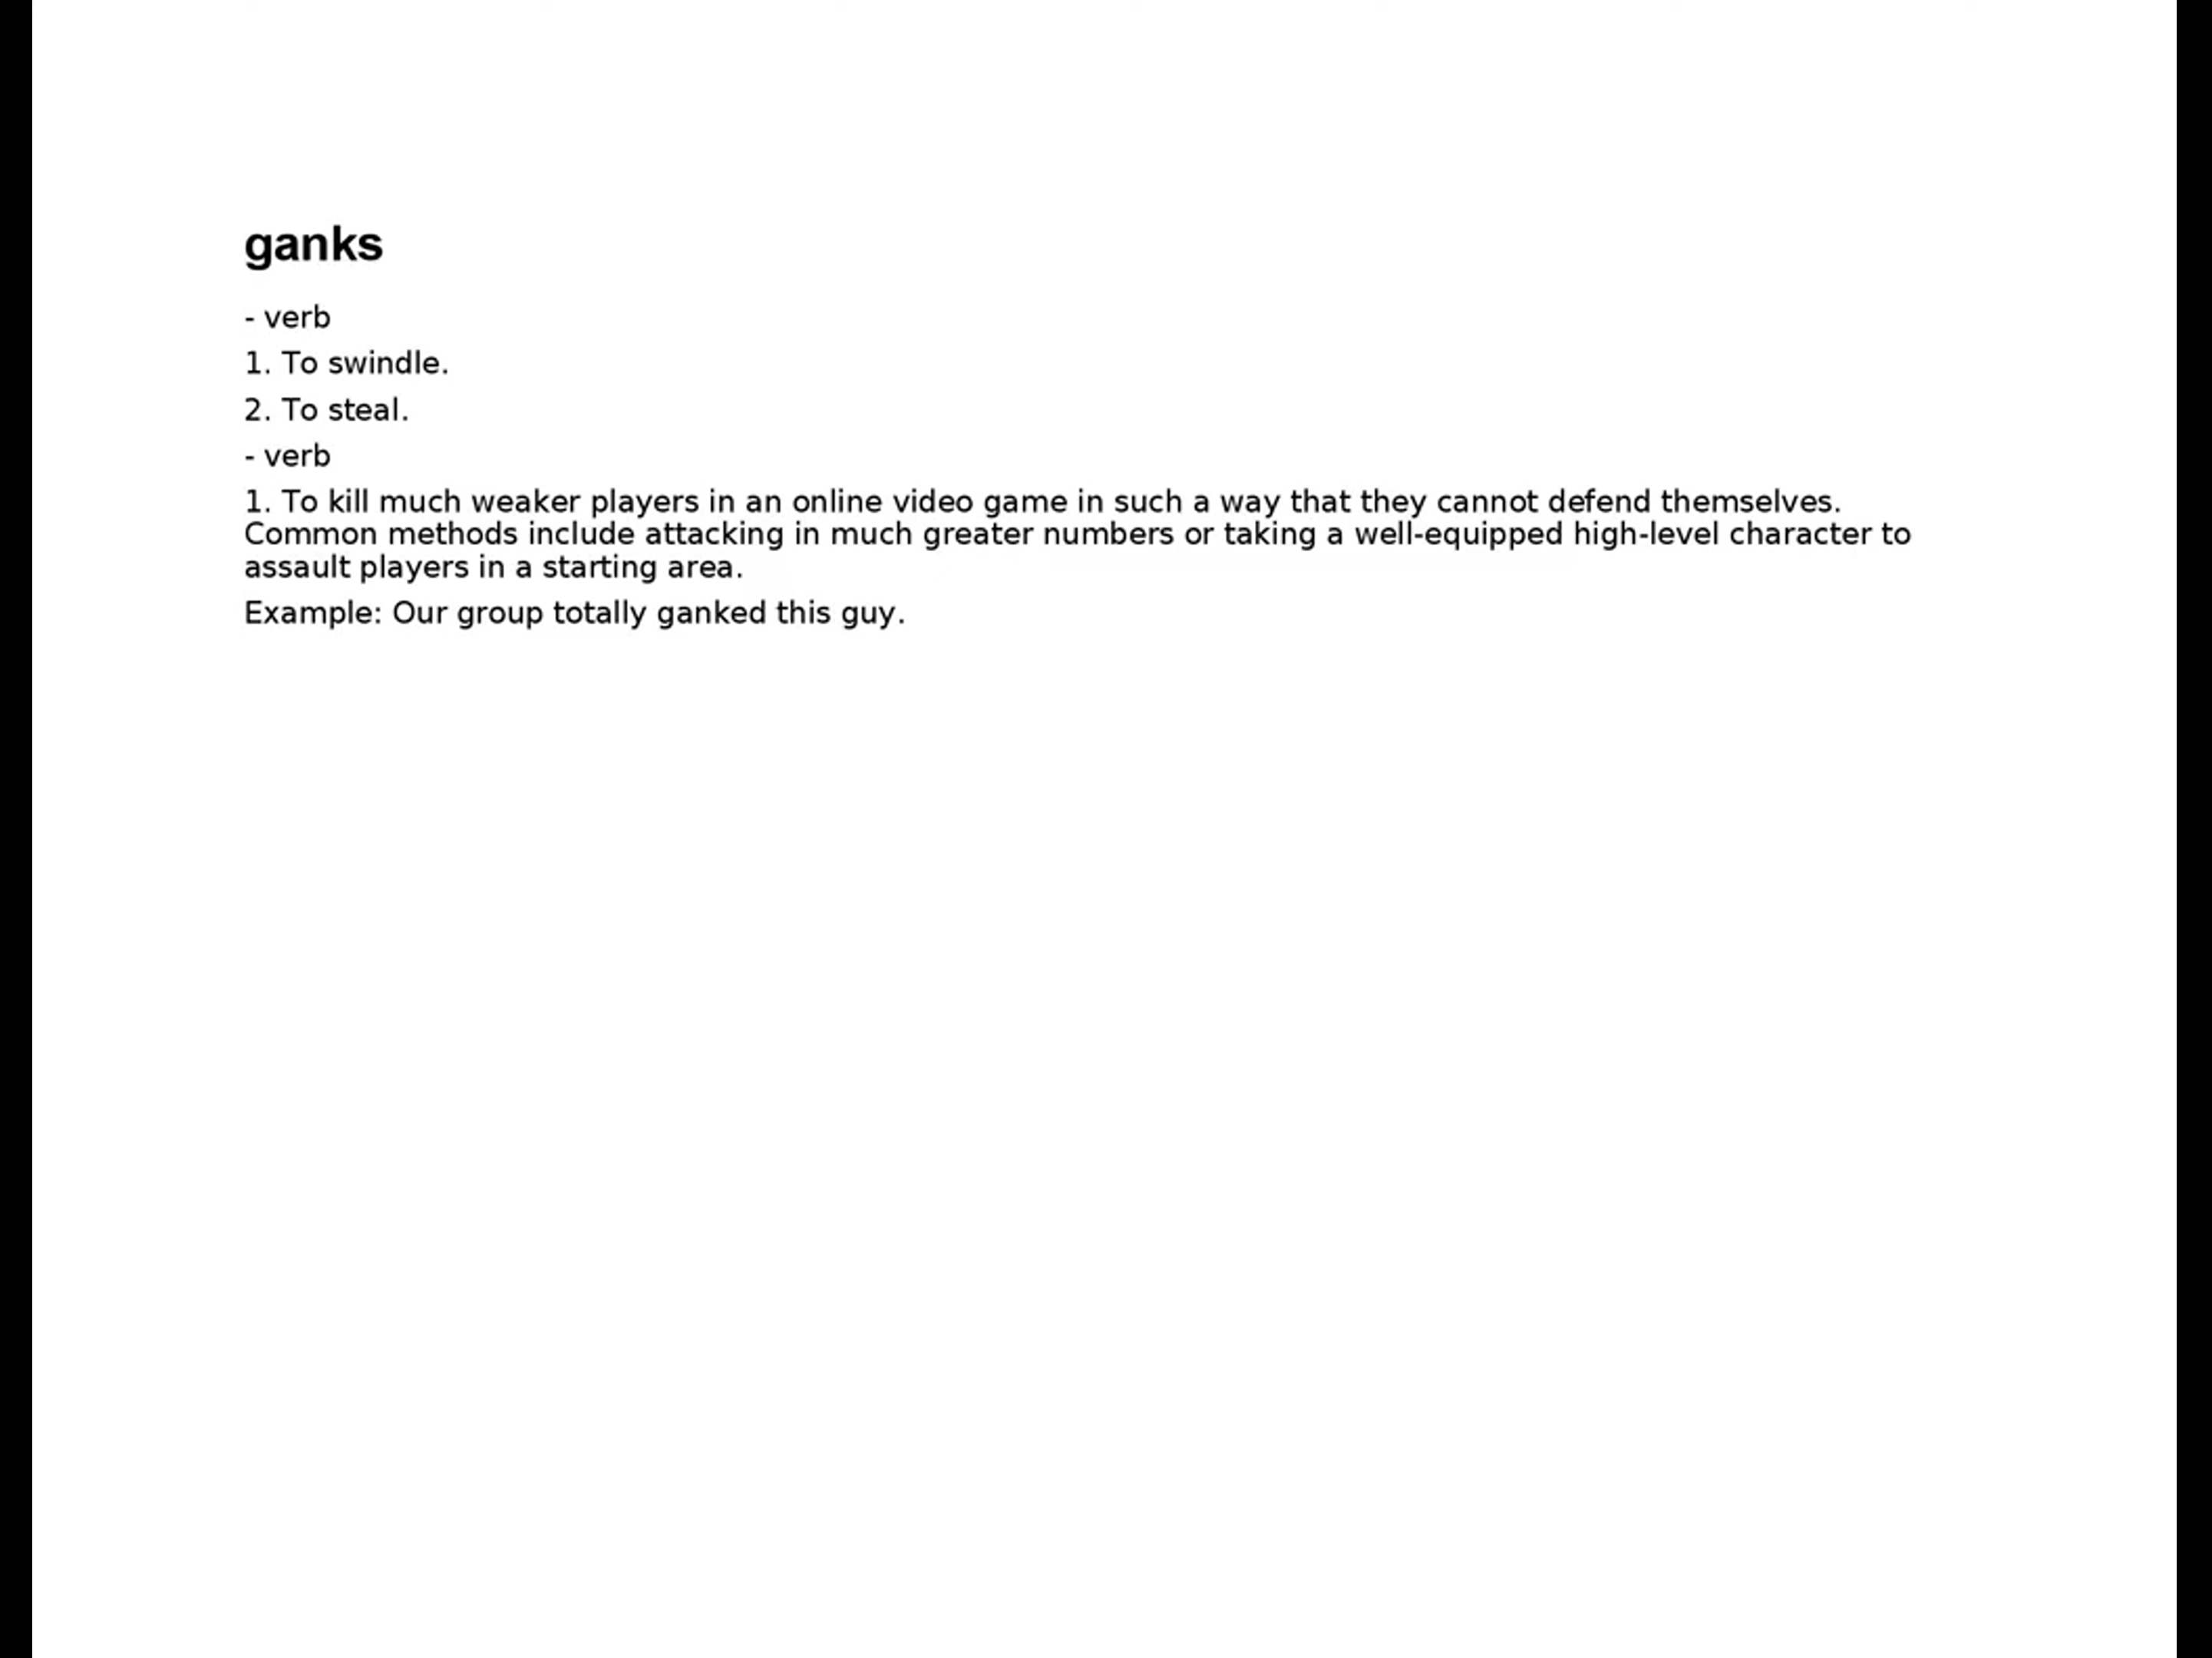 ganks
- verb
1. To swindle.
2. To steal.
- verb
1. To kill much weaker players in an online video game in such a way that they cannot defend themselves.
Common methods include attacking in much greater numbers or taking a well-equipped high-level character to
assault players in a starting area.
Example: Our group totally ganked this guy.